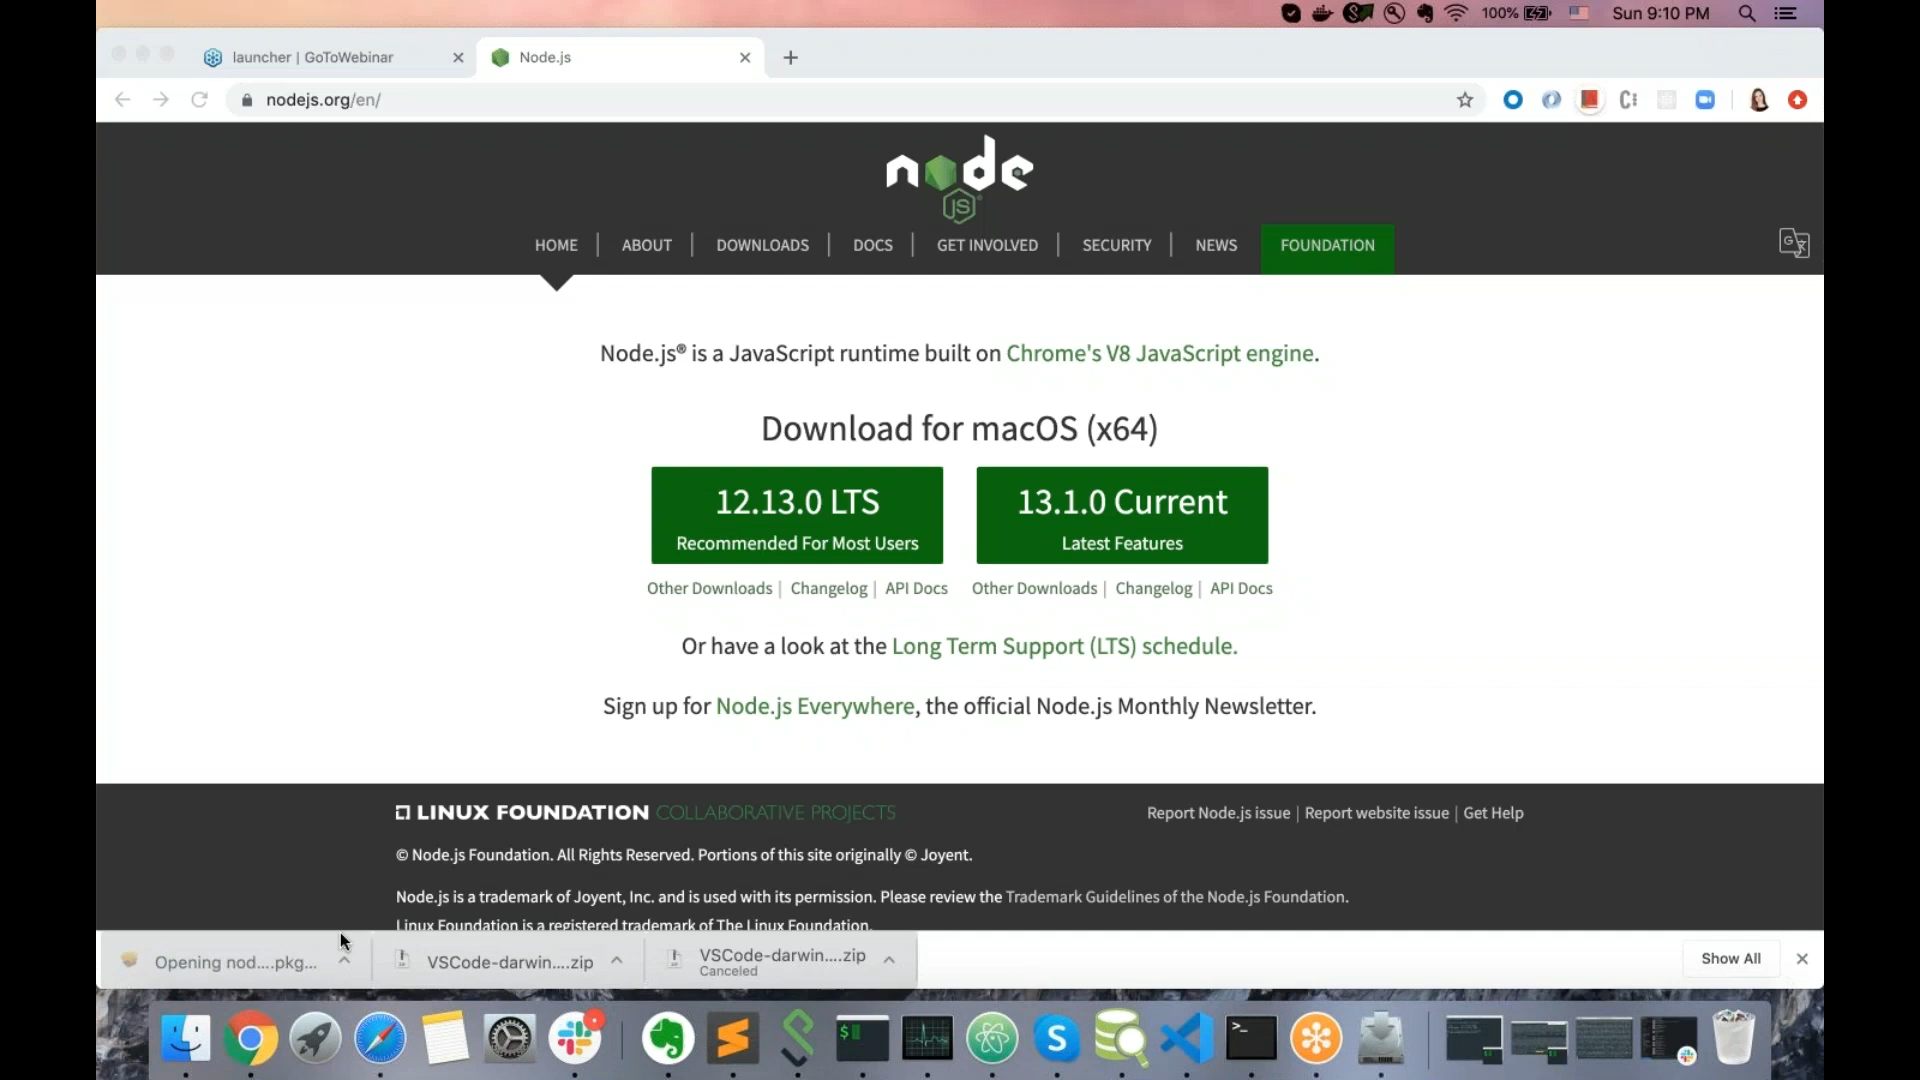 100% Sun 9:10 PM
launcher | GoToWebinar
Node.js
nodejs.org/en/
node
JS
HOME | ABOUT | DOWNLOADS | DOCS | GET INVOLVED | SECURITY | NEWS FOUNDATION
Node.js® is a JavaScript runtime built on Chrome's V8 JavaScript engine.
Download for macOS (x64)
12.13.0 LTS
Recommended For Most Users
13.1.0 Current
Latest Features
Other Downloads | Changelog | API Docs
Other Downloads | Changelog | API Docs
Or have a look at the Long Term Support (LTS) schedule.
Sign up for Node.js Everywhere, the official Node.js Monthly Newsletter.
LINUX FOUNDATION COLLABORATIVE PROJECTS
Report Node.js issue | Report website issue | Get Help
© Node.js Foundation. All Rights Reserved. Portions of this site originally © Joyent.
Node.js is a trademark of Joyent, Inc. and is used with its permission. Please review the Trademark Guidelines of the Node.js Foundation.
Linux Foundation is a registered trademark of The Linux Foundation.
Opening nod....pkg...
VSCode-darwin....zip
VSCode-darwin....zip
Canceled
Show All